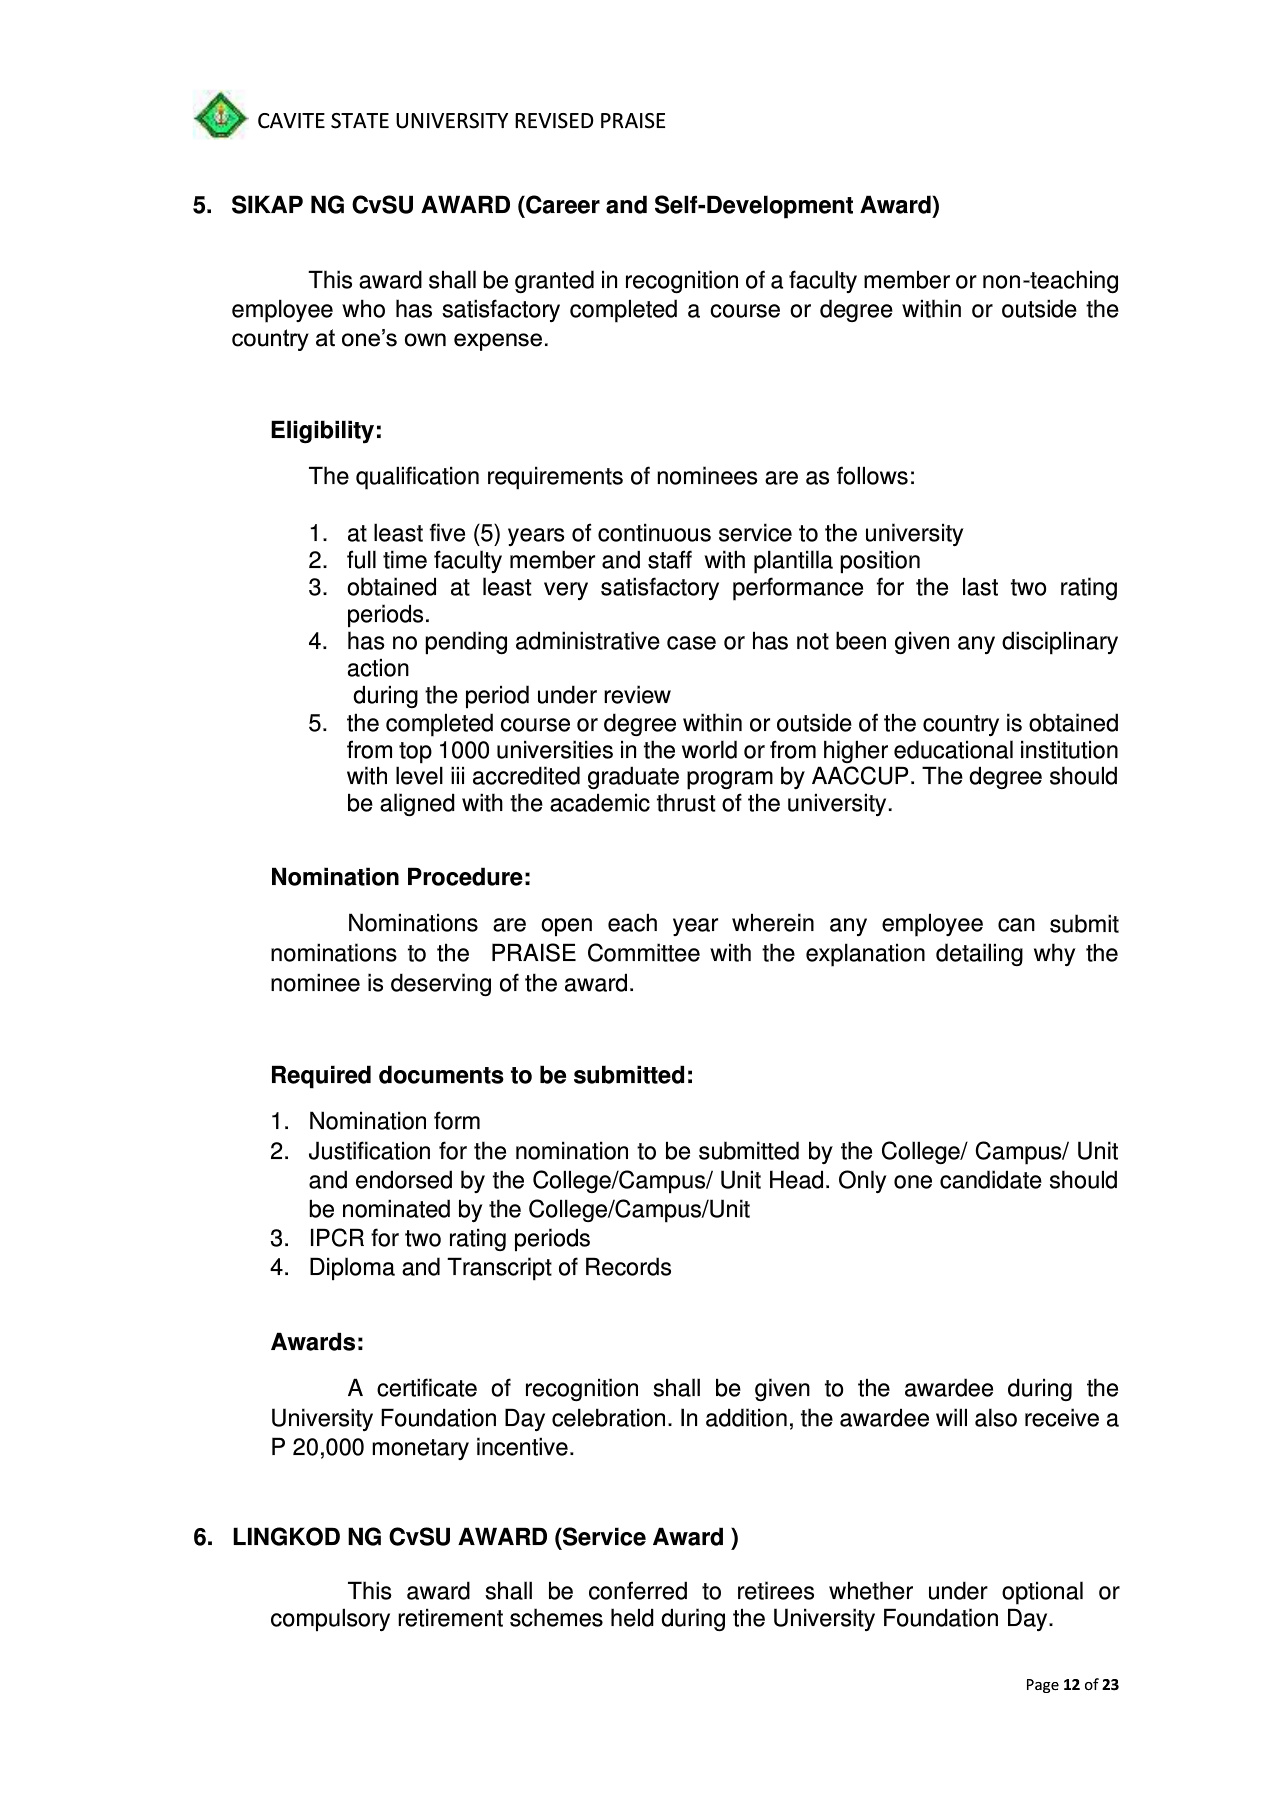 CAVITE STATE UNIVERSITY REVISED PRAISE
5. SIKAP NG CvSU AWARD (Career and Self-Development Award)
This award shall be granted in recognition of a faculty member or non-teaching
employee who has satisfactory completed a course or degree within or outside the
country at one’s own expense.
Eligibility:
The qualification requirements of nominees are as follows:
1. at least five (5) years of continuous service to the university
2. full time faculty member and staff with plantilla position
3. obtained at least very satisfactory performance for the last two rating
periods.
4. has no pending administrative case or has not been given any disciplinary
action
during the period under review
5. the completed course or degree within or outside of the country is obtained
from top 1000 universities in the world or from higher educational institution
with level iii accredited graduate program by AACCUP. The degree should
be aligned with the academic thrust of the university.
Nomination Procedure:
Nominations are open each year wherein any employee can submit
nominations to the PRAISE Committee with the explanation detailing why the
nominee is deserving of the award.
Required documents to be submitted:
1. Nomination form
2. Justification for the nomination to be submitted by the College/ Campus/ Unit
and endorsed by the College/Campus/ Unit Head. Only one candidate should
be nominated by the College/Campus/Unit
3. IPCR for two rating periods
4. Diploma and Transcript of Records
Awards:
A certificate of recognition shall be given to the awardee during the
University Foundation Day celebration. In addition, the awardee will also receive a
P 20,000 monetary incentive.
6. LINGKOD NG CvSU AWARD (Service Award )
This award shall be conferred to retirees whether under optional or
compulsory retirement schemes held during the University Foundation Day.
Page 12 of 23